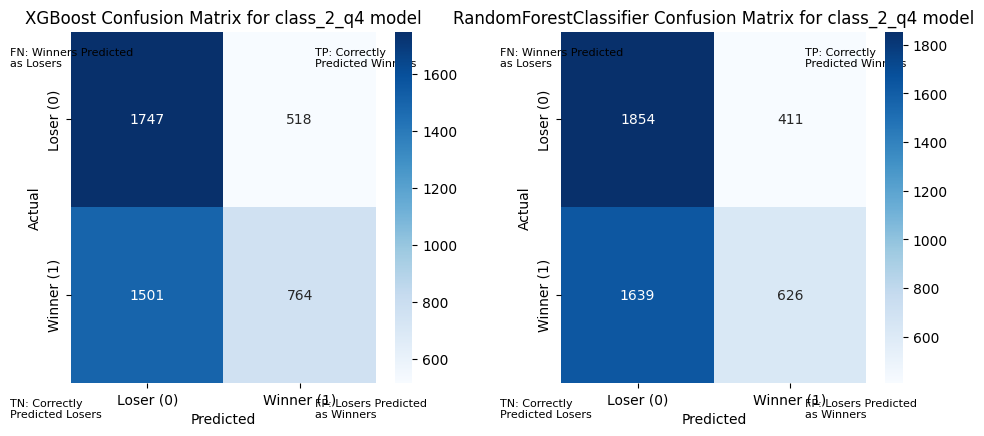 XGBoost Confusion Matrix for class_2_q4 model
FN: Winners Predicted
as Losers
TP: Correctly
Predicted Winners
Loser (0)
Winner (1)
Actual
1747
518
1501
764
1600
1400
1200
1000
800
600
Loser (0)
Winner (1)
Predicted
TN: Correctly
Predicted Losers
FP: Losers Predicted
as Winners
RandomForestClassifier Confusion Matrix for class_2_q4 model
FN: Winners Predicted
as Losers
TP: Correctly
Predicted Winners
Loser (0)
Winner (1)
Actual
1854
411
1639
626
1800
1600
1400
1200
1000
800
600
Loser (0)
Winner (1)
Predicted
TN: Correctly
Predicted Losers
FP: Losers Predicted
as Winners